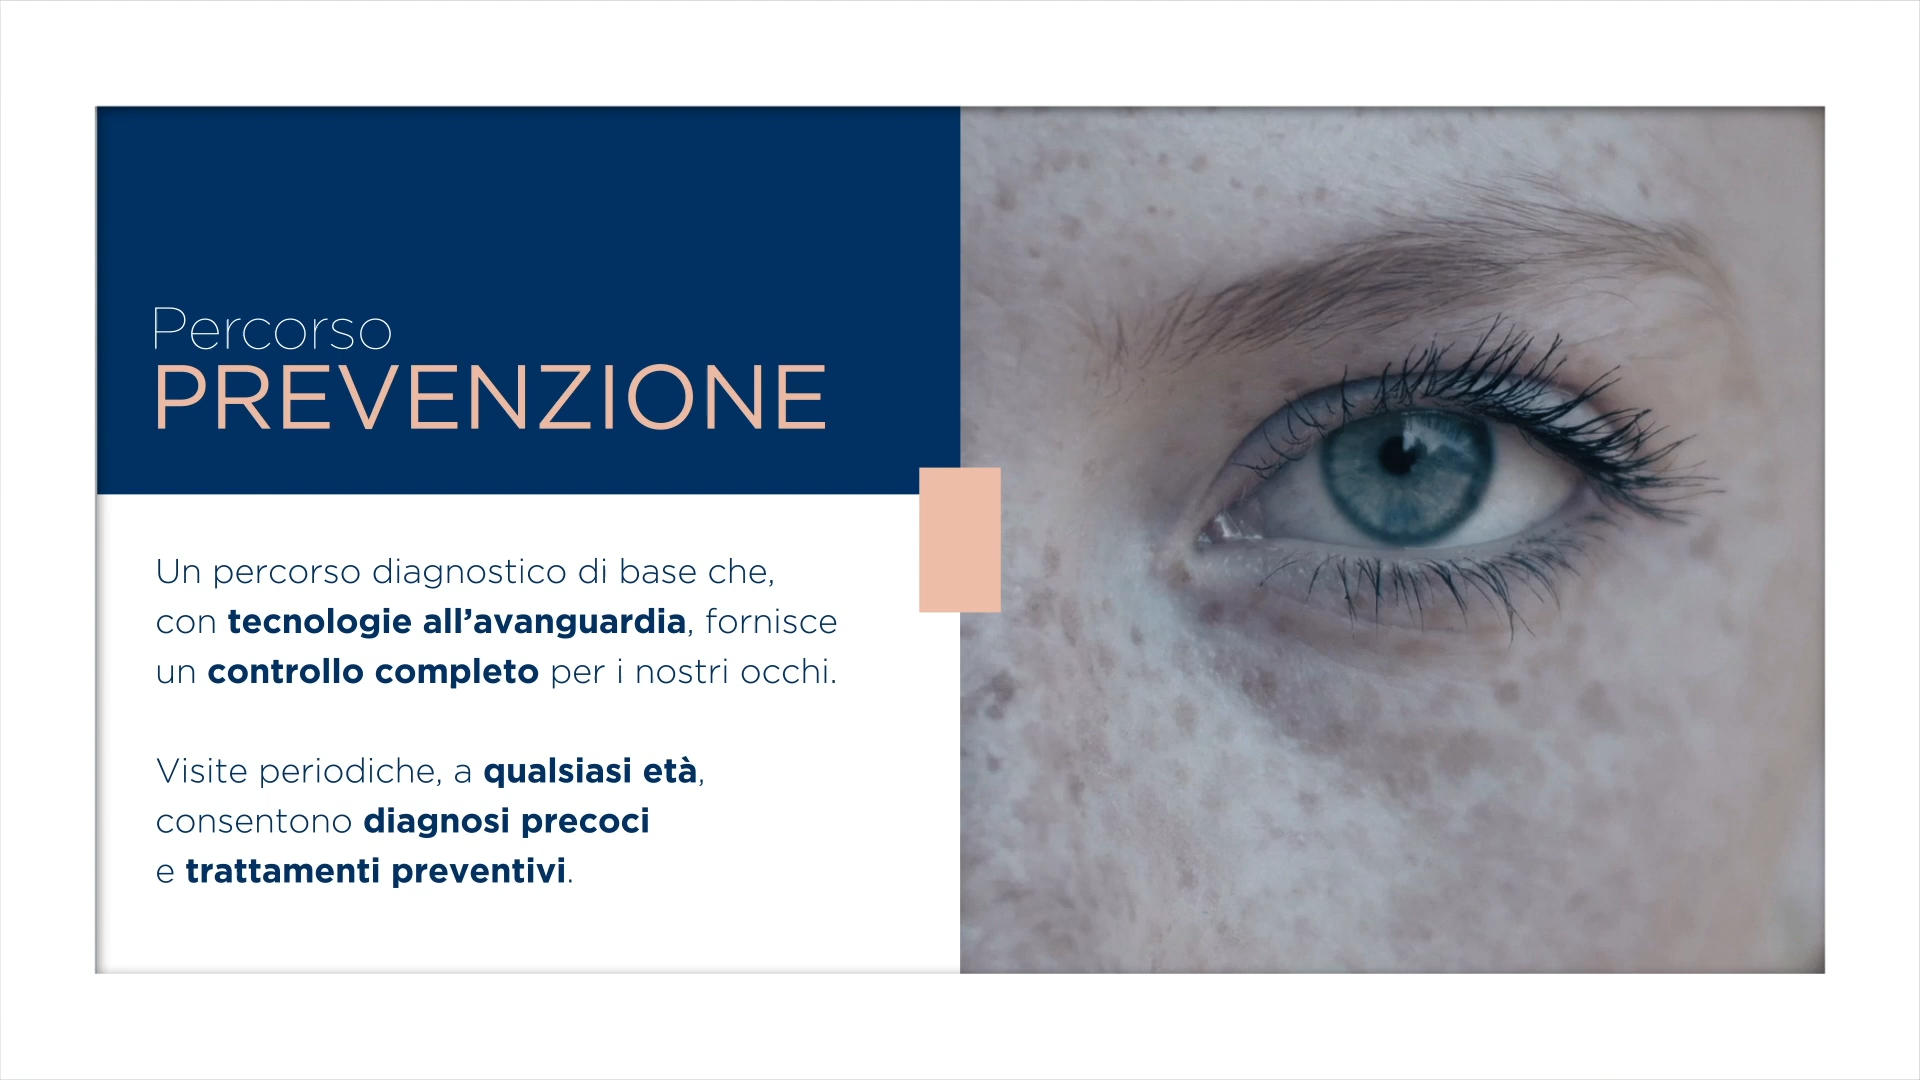 Percorso
PREVENZIONE
Un percorso diagnostico di base che,
con tecnologie all’avanguardia, fornisce
un controllo completo per i nostri occhi.
Visite periodiche, a qualsiasi età,
consentono diagnosi precoci
e trattamenti preventivi.